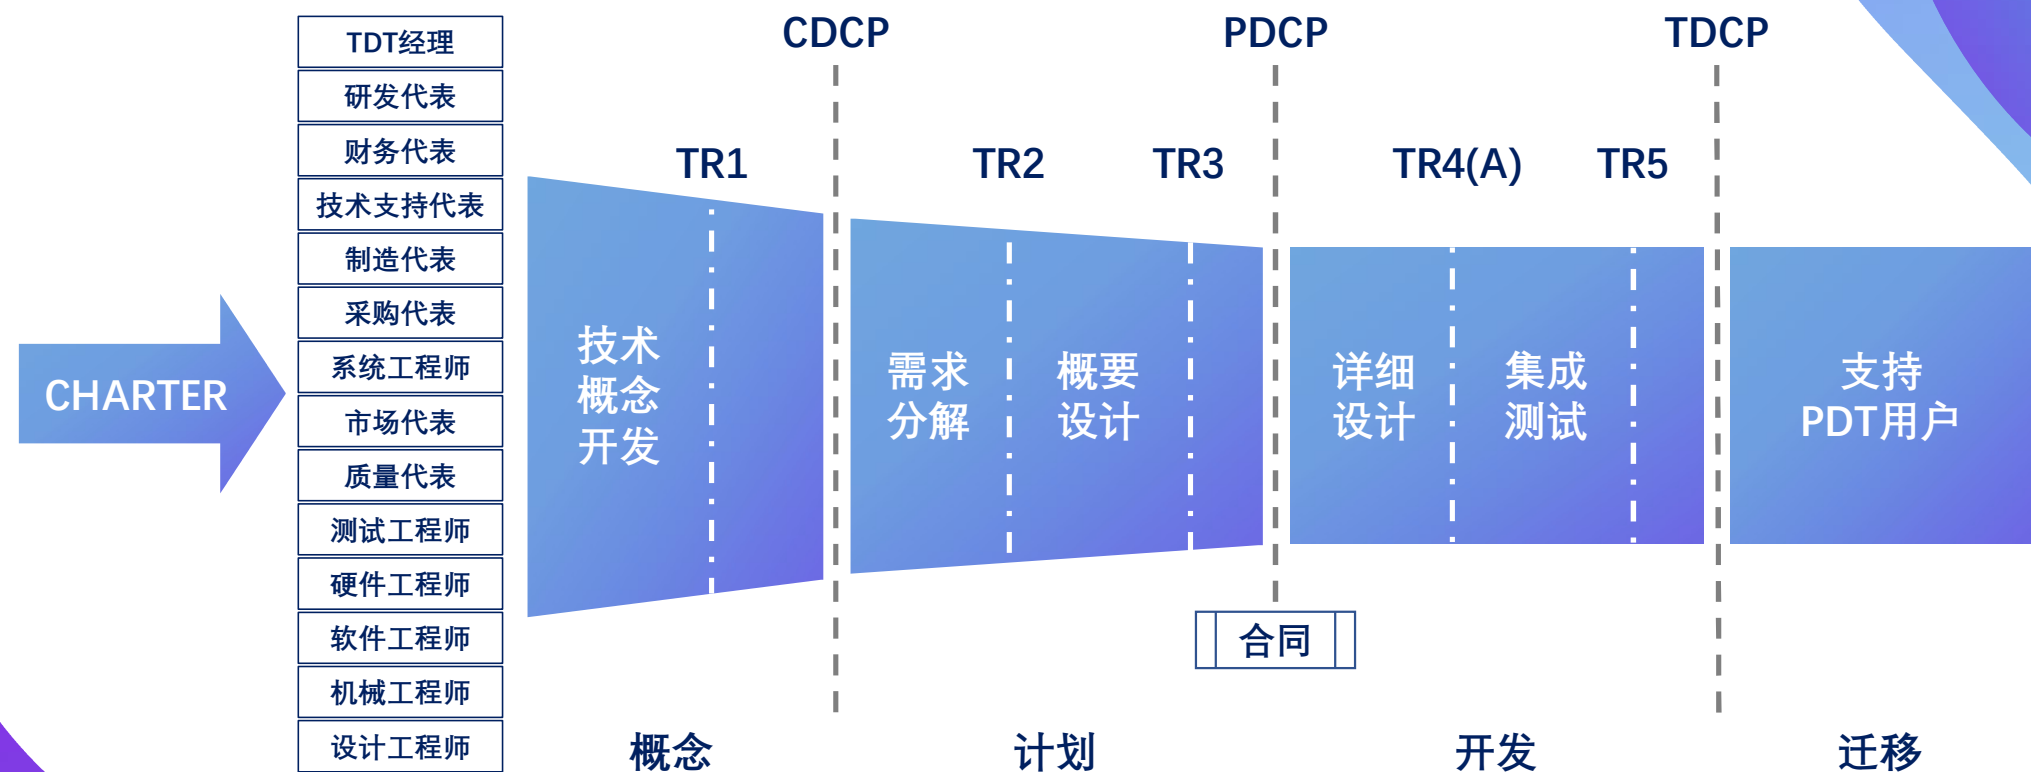 CHARTER
TDT经理
研发代表
财务代表
技术支持代表
制造代表
采购代表
系统工程师
市场代表
质量代表
测试工程师
硬件工程师
软件工程师
机械工程师
设计工程师
CDCP
PDCP
TDCP
TR1
TR2
TR3
TR4(A)
TR5
技术
概念
开发
需求
分解
概要
设计
详细
设计
集成
测试
支持
PDT用户
合同
概念
计划
开发
迁移